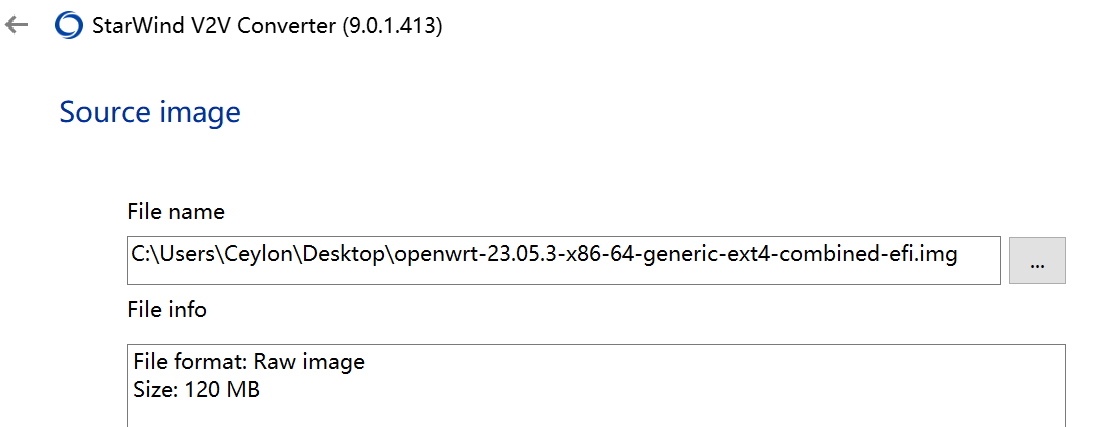 StarWind V2V Converter (9.0.1.413)
Source image
File name
C:\Users\Ceylon\Desktop\openwrt-23.05.3-x86-64-generic-ext4-combined-efi.img
...
File info
File format: Raw image
Size: 120 MB